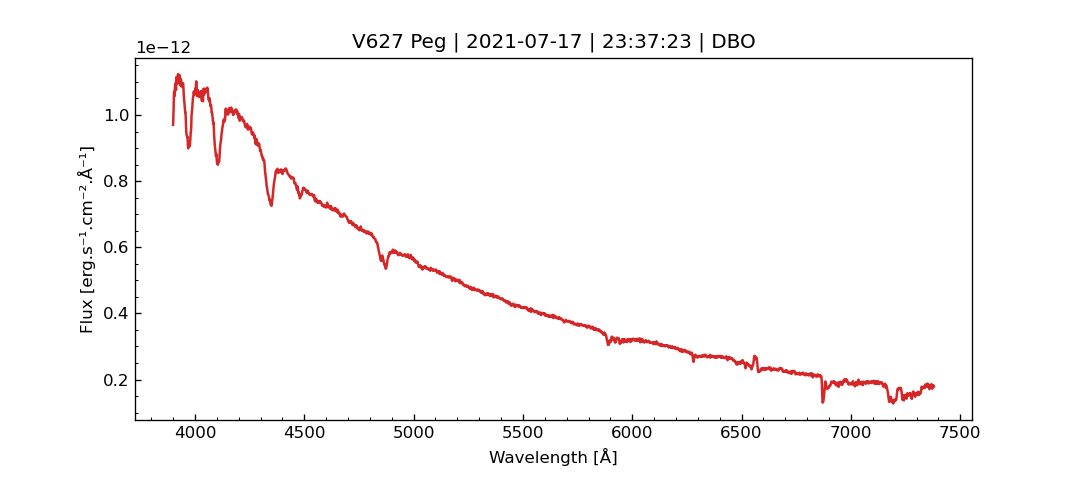 V627 Peg | 2021-07-17 | 23:37:23 | DBO
1e−12
1.0
0.8
0.6
0.4
0.2
Flux [erg.s⁻¹.cm⁻².Å⁻¹]
4000 4500 5000 5500 6000 6500 7000 7500
Wavelength [Å]